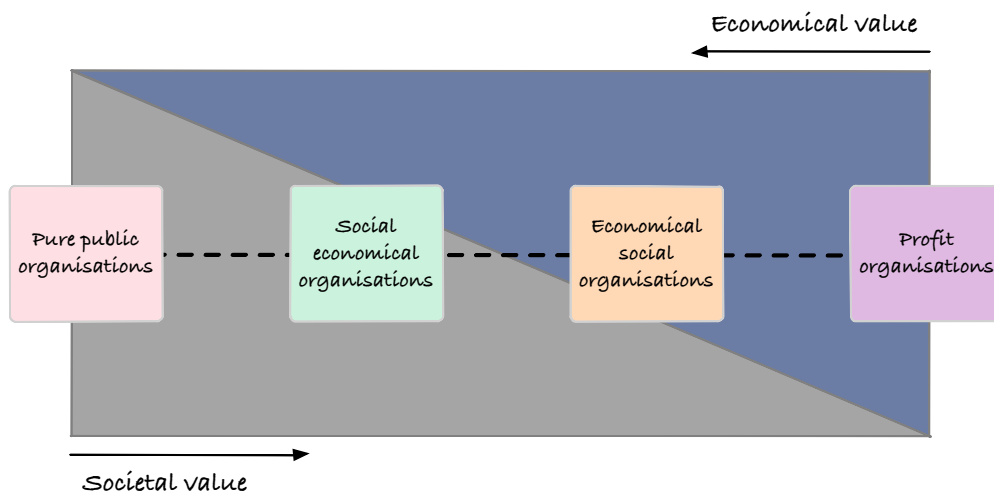 Economical value
Pure public
organisations
Social
economical
organisations
Economical
social
organisations
Profit
organisations
Societal value